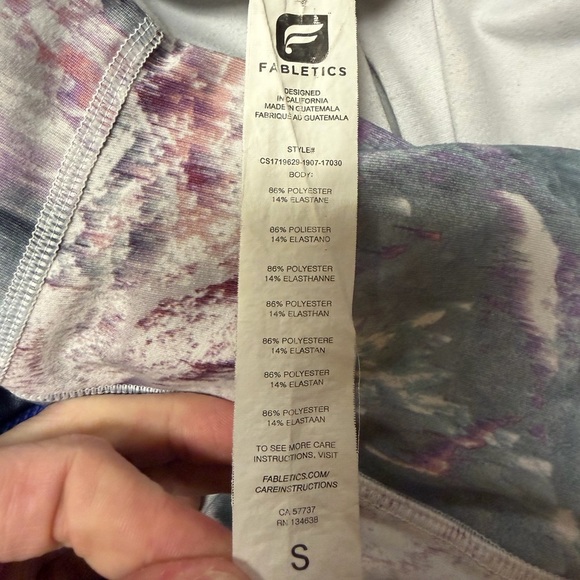 FABLETICS
DESIGNED
IN CALIFORNIA
MADE IN GUATEMALA
FABRIQUE AU GUATEMALA
STYLE#
CS1719629-1907-17030
BODY:
86% POLYESTER
14% ELASTANE
86% POLIESTER
14% ELASTANO
86% POLYESTER
14% ELASTHANNE
86% POLYESTER
14% ELASTHAN
86% POLYESTERE
14% ELASTAN
86% POLYESTER
14% ELASTAN
86% POLYESTER
14% ELASTAAN
TO SEE MORE CARE
INSTRUCTIONS, VISIT
FABLETICS.COM/
CAREINSTRUCTIONS
CA 57737
RN 134638
S